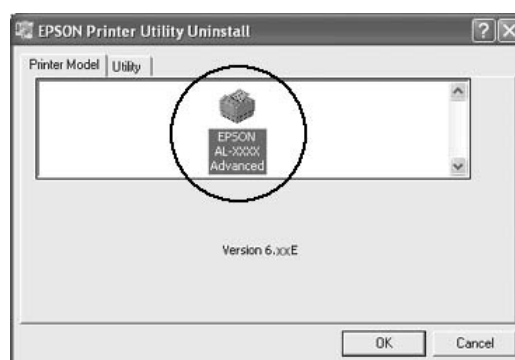 EPSON Printer Utility Uninstall
Printer Model
Utility
EPSON
AL-XXXX
Advanced
Version 6.xxE
OK
Cancel